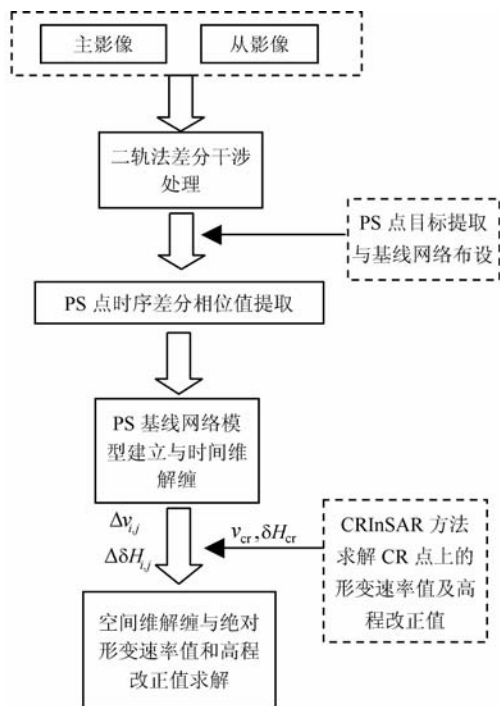 主影像
从影像
二轨法差分干涉
处理
PS 点目标提取
与基线网络布设
PS 点时序差分相位值提取
PS 基线网络模
型建立与时间维
解缠
Δv_{i,j}
ΔδH_{i,j}
v_{cr}, δH_{cr}
CRInSAR 方法
求解 CR 点上的
形变速率值及高
程改正值
空间维解缠与绝对
形变速率值和高程
改正值求解